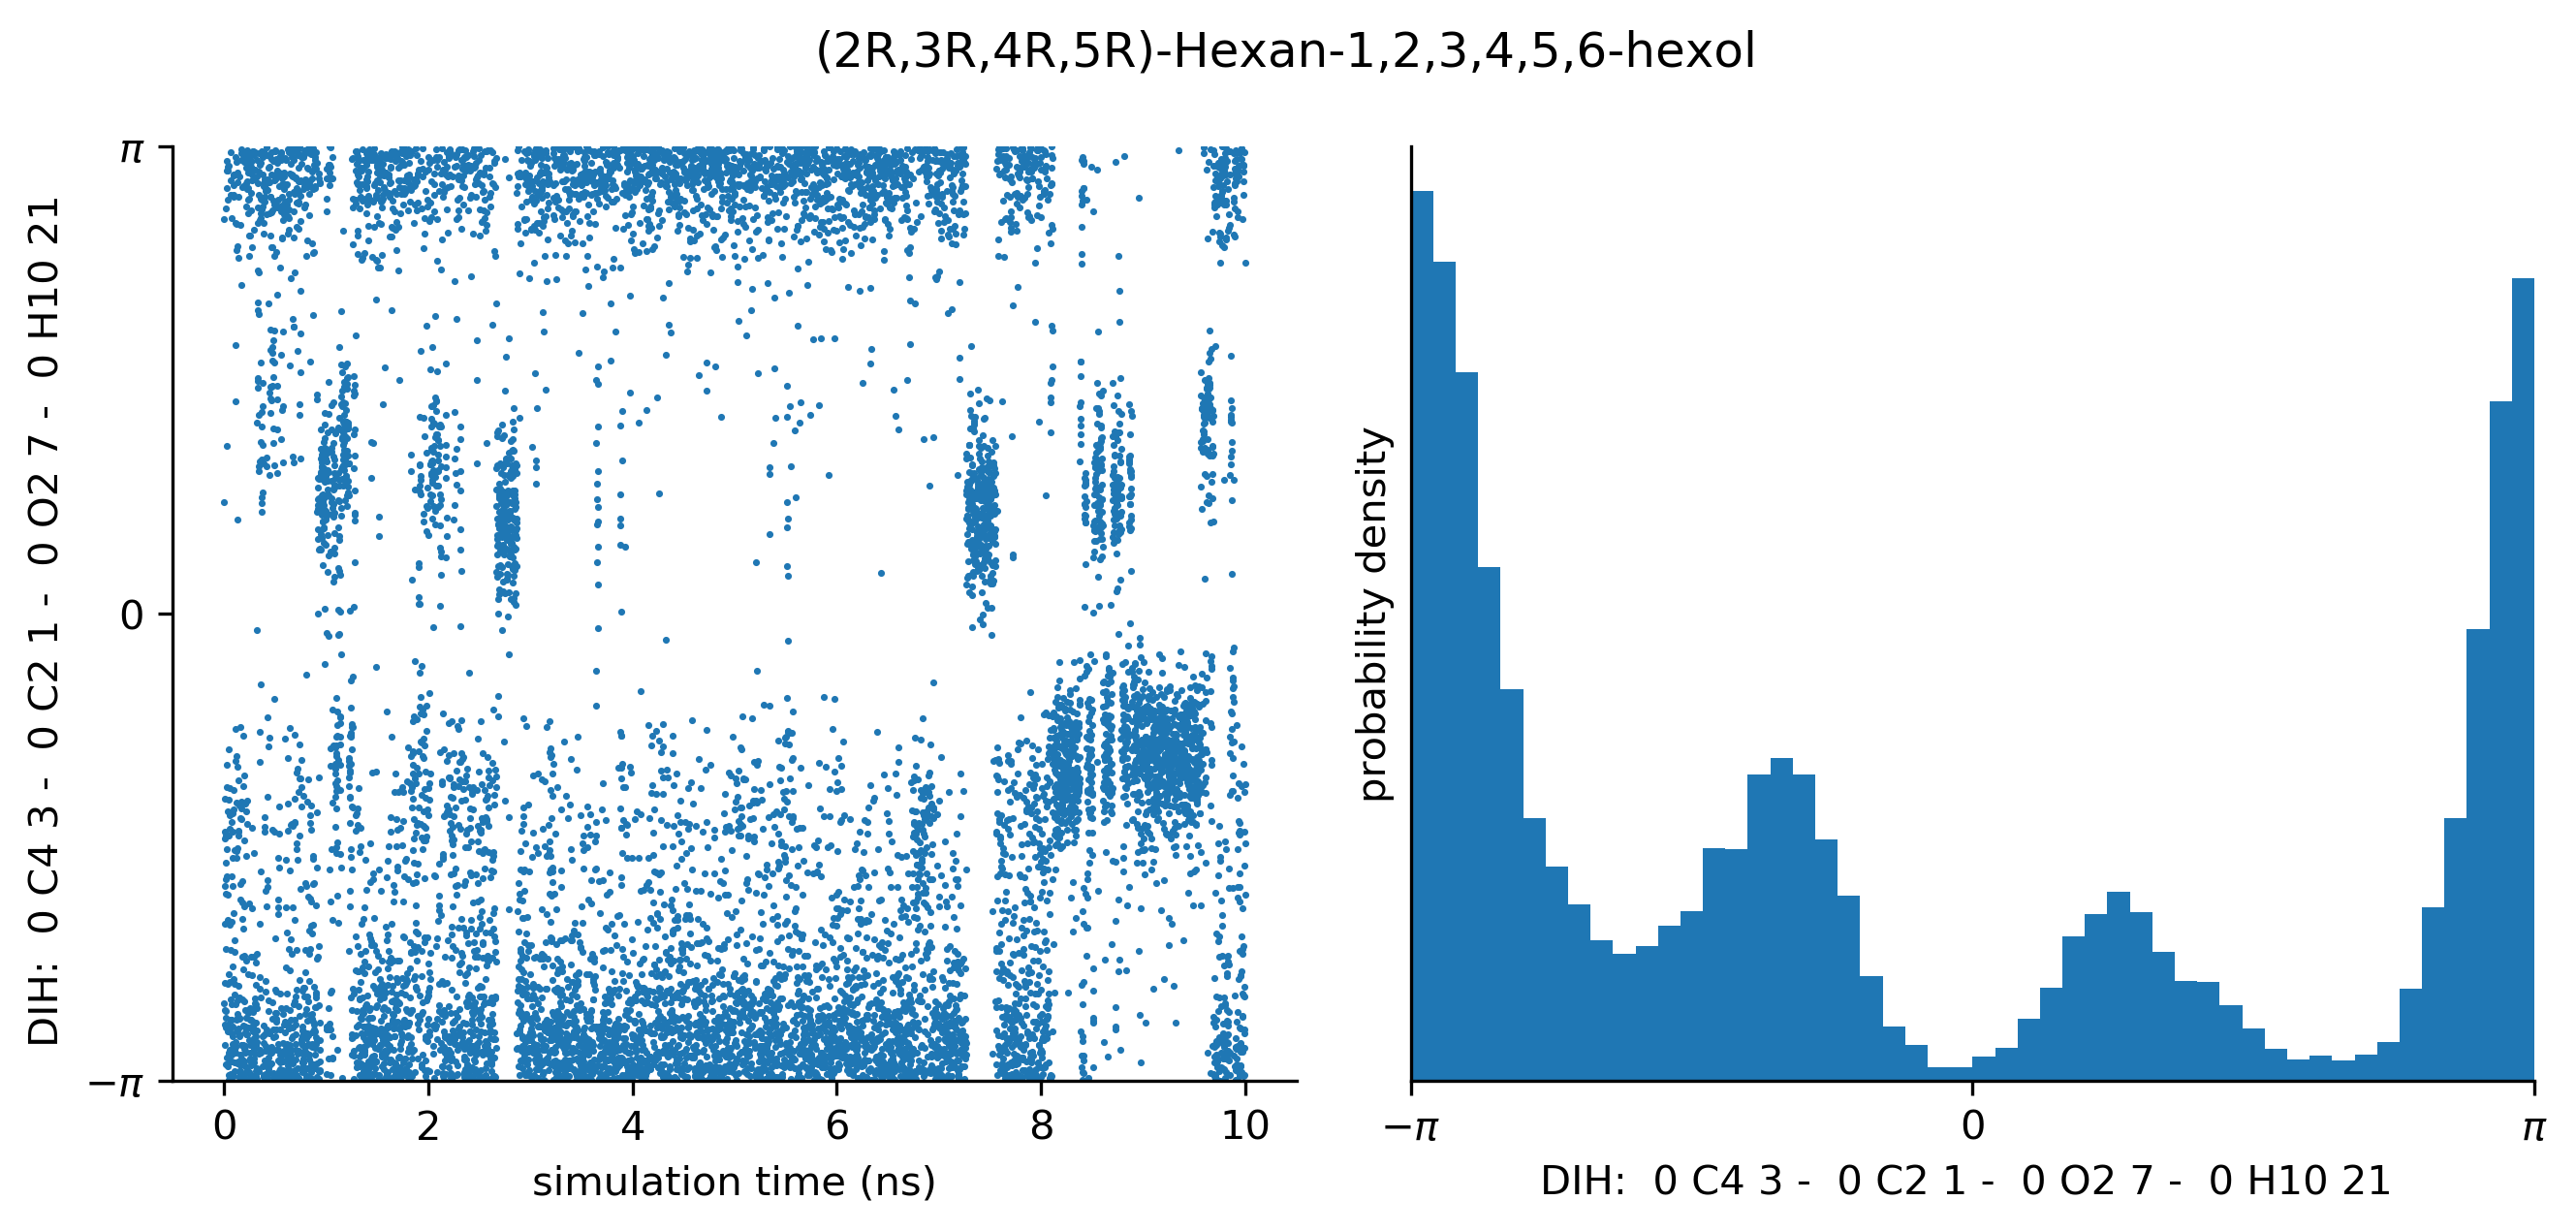 (2R,3R,4R,5R)-Hexan-1,2,3,4,5,6-hexol
DIH: 0 C4 3 - 0 C2 1 - 0 O2 7 - 0 H10 21
π
0
−π
0 2 4 6 8 10
simulation time (ns)
probability density
−π 0 π
DIH: 0 C4 3 - 0 C2 1 - 0 O2 7 - 0 H10 21